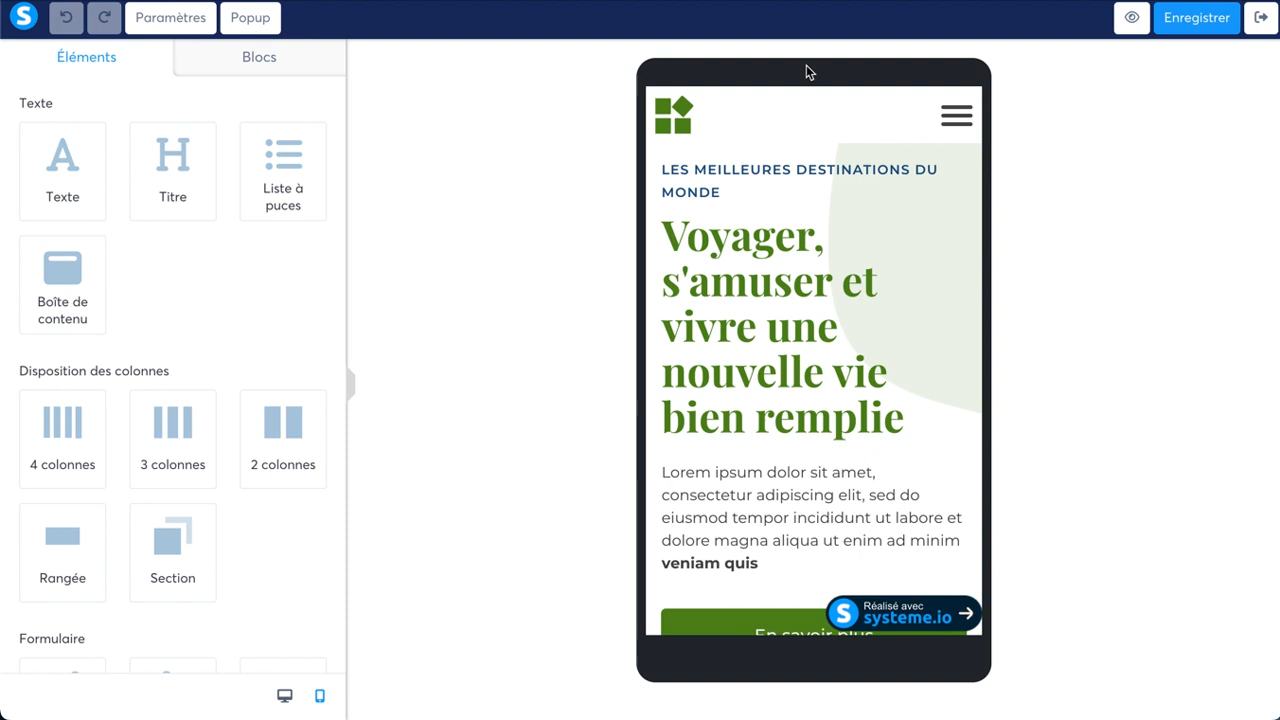 S
Paramètres
Popup
Enregistrer
Éléments
Blocs
Texte
Texte
Titre
Liste à
puces
Boîte de
contenu
Disposition des colonnes
4 colonnes
3 colonnes
2 colonnes
Rangée
Section
Formulaire
LES MEILLEURES DESTINATIONS DU
MONDE
Voyager,
s'amuser et
vivre une
nouvelle vie
bien remplie
Lorem ipsum dolor sit amet,
consectetur adipiscing elit, sed do
eiusmod tempor incididunt ut labore et
dolore magna aliqua ut enim ad minim
veniam quis
En savoir plus
S
Réalisé avec
systeme.io